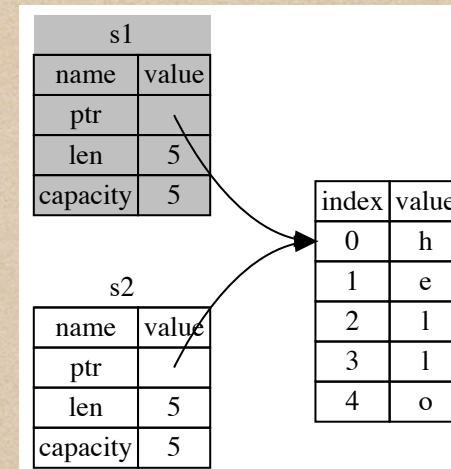 s1
name value
ptr
len 5
capacity 5
s2
name value
ptr
len 5
capacity 5
index value
0 h
1 e
2 l
3 l
4 o